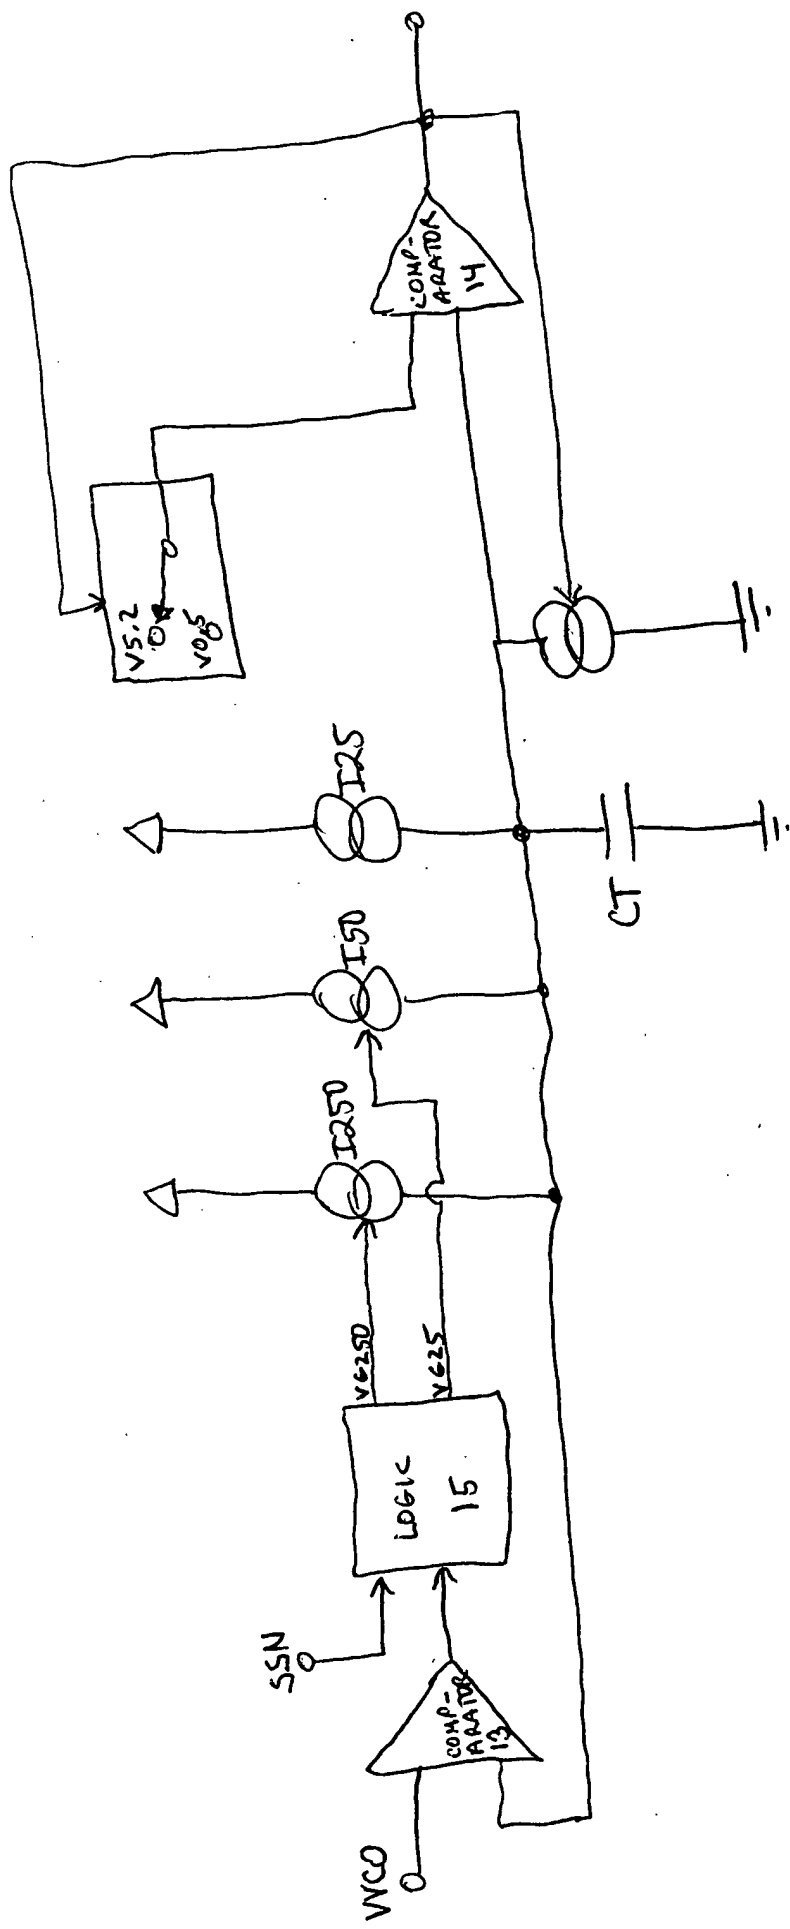 VVCO
COMP-
ARATOR
13
SSN
LOGIC
15
VG250
VG25
I250
I50
I25
CT
V5.2
V0.5
COMP-
ARATOR
14